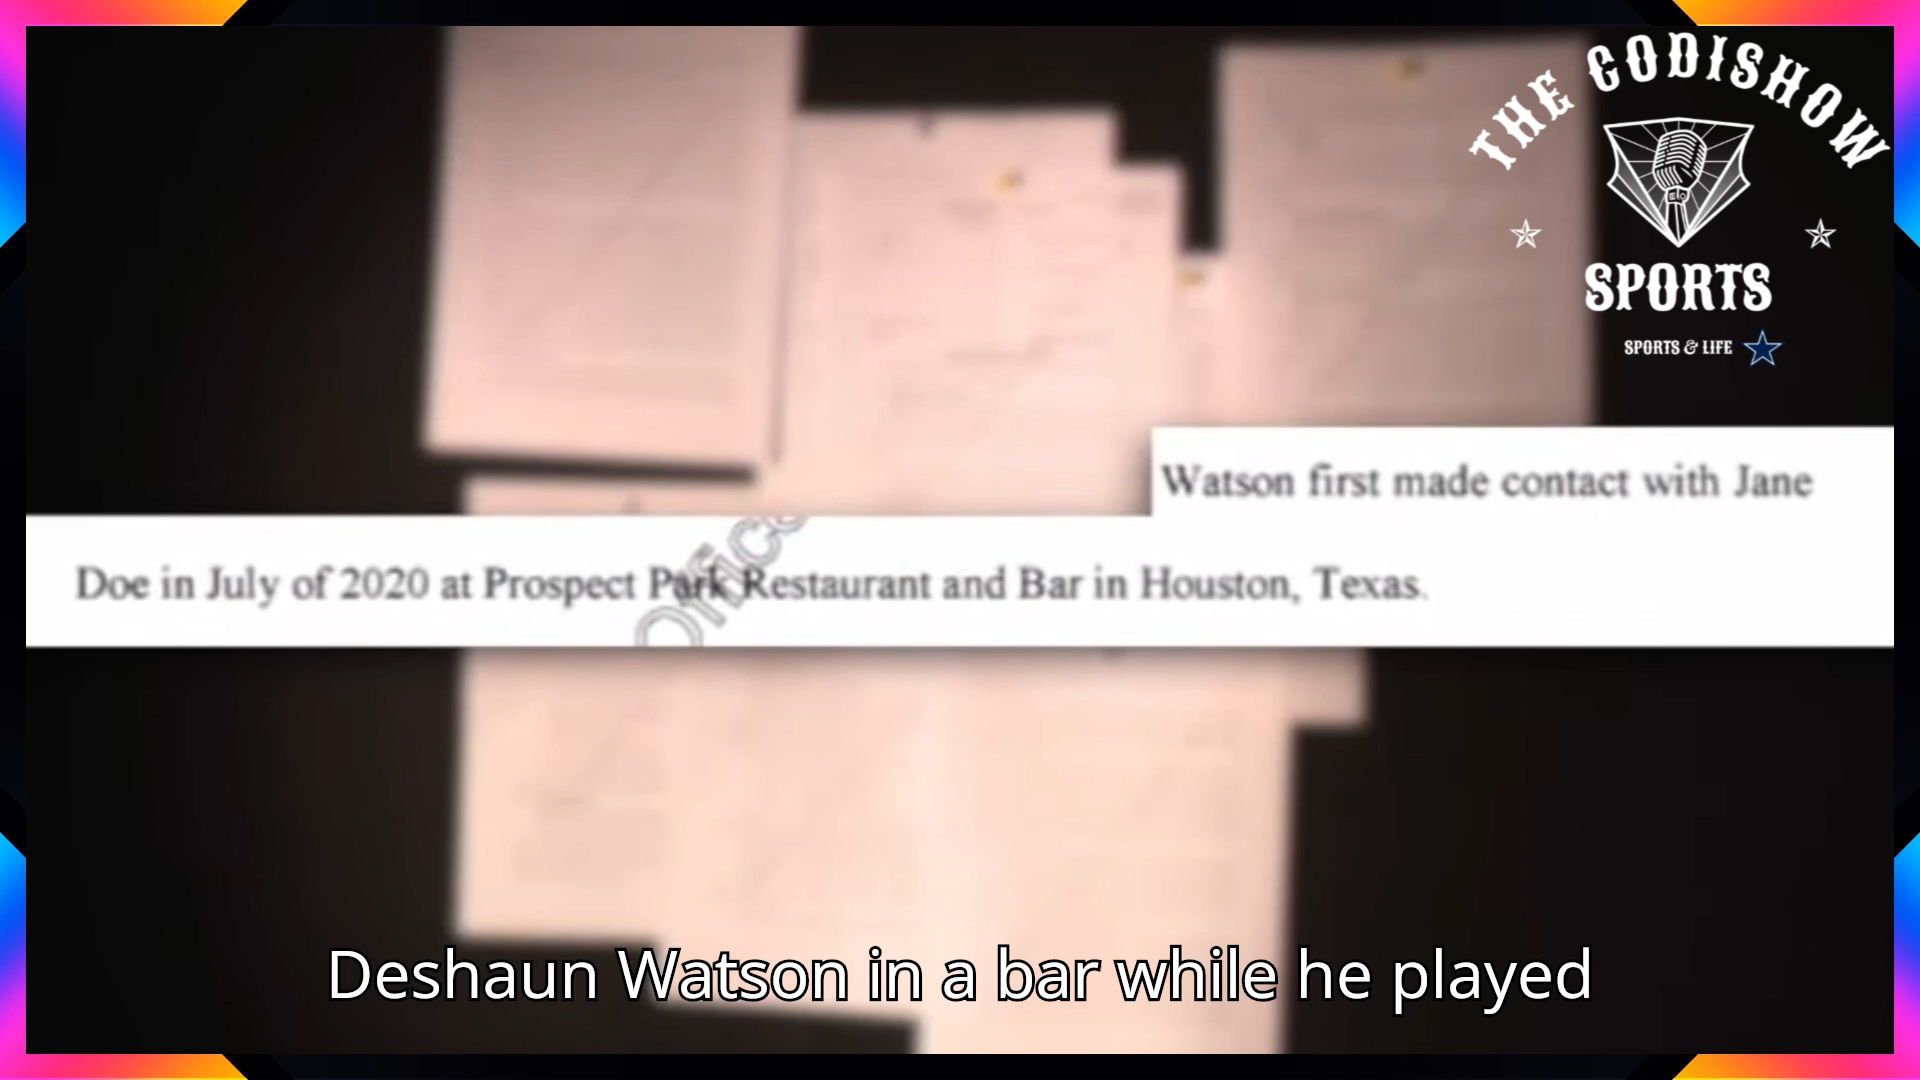 THE CODISHOW
SPORTS
SPORTS & LIFE
Watson first made contact with Jane
Doe in July of 2020 at Prospect Park Restaurant and Bar in Houston, Texas.
Offices
Deshaun Watson in a bar while he played